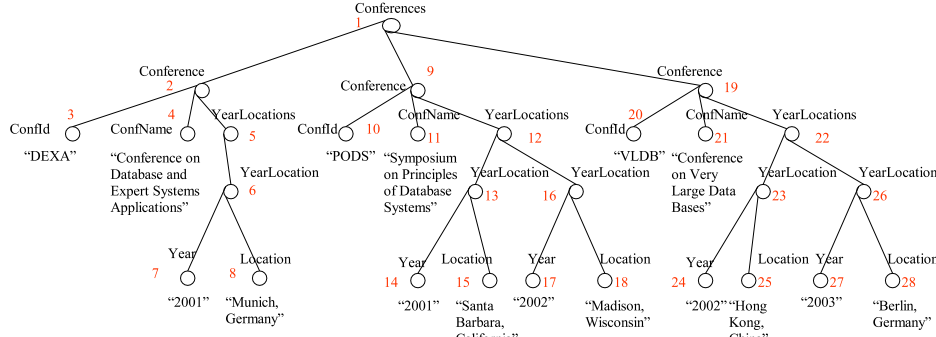 Conferences
1
Conference
2
9
Conference
Conference
19
3
ConfId
"DEXA"
4
ConfName
"Conference on
Database and
Expert Systems
Applications"
YearLocations
5
YearLocation
6
Year
7
"2001"
Location
8
"Munich,
Germany"
ConfId
10
"PODS"
ConfName
11
"Symposium
on Principles
of Database
Systems"
YearLocations
12
YearLocation
13
YearLocation
16
Year
14
"2001"
Location
15
"Santa
Barbara,
Year
17
"2002"
Location
18
"Madison,
Wisconsin"
20
ConfId
"VLDB"
ConfName
21
"Conference
on Very
Large Data
Bases"
YearLocations
22
YearLocation
23
YearLocation
26
Year
24
"2002"
Location
25
"Hong
Kong,
Year
27
"2003"
Location
28
"Berlin,
Germany"